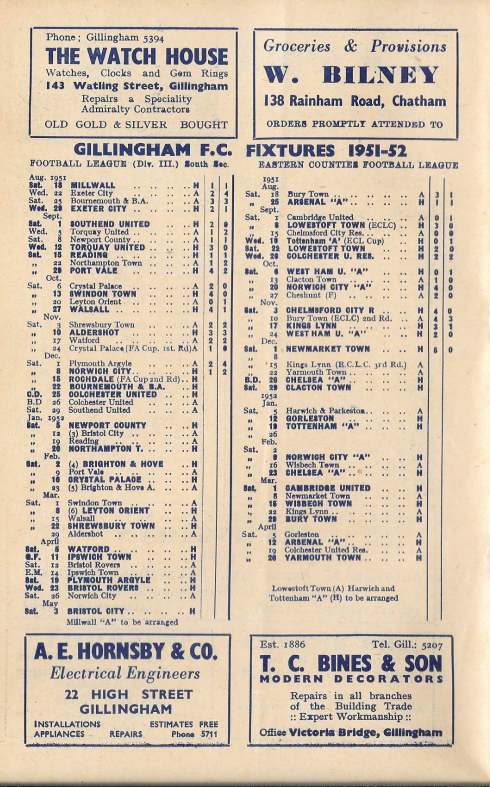 Phone ; Gillingham 5394
THE WATCH HOUSE
Watches, Clocks and Gem Rings
143 Watling Street, Gillingham
Repairs a Speciality
Admiralty Contractors
OLD GOLD & SILVER BOUGHT
Groceries & Provisions
W. BILNEY
138 Rainham Road, Chatham
ORDERS PROMPTLY ATTENDED TO
GILLINGHAM F.C. FIXTURES 1951-52
FOOTBALL LEAGUE (Div. III.) South Sec.
Aug. 1951
Sat. 18 MILLWALL .. .. .. .. H 1 1
Wed. 22 Exeter City .. .. .. A 2 4
Sat. 25 Bournemouth & B.A. .. .. A 3 3
Wed. 29 EXETER CITY .. .. .. H 2 1
Sept.
Sat. 1 SOUTHEND UNITED .. .. H 2 0
Wed. 5 Torquay United .. .. .. A 1 2
Sat. 8 Newport County .. .. .. A 1 1
Wed. 12 TORQUAY UNITED .. .. H 3 0
Sat. 15 READING .. .. .. .. H 1 1
„ 22 Northampton Town .. .. A 1 2
„ 29 PORT VALE .. .. .. .. H 4 2
Oct.
Sat. 6 Crystal Palace .. .. .. A 2 0
„ 13 SWINDON TOWN .. .. .. H 4 0
„ 20 Leyton Orient .. .. .. A 0 1
„ 27 WALSALL .. .. .. .. H 4 1
Nov.
Sat. 3 Shrewsbury Town .. .. A 2 2
„ 10 ALDERSHOT .. .. .. H 3 3
„ 17 Watford .. .. .. .. A 2 2
„ 24 Crystal Palace (FA Cup. 1st. Rd) A 1 0
Dec.
Sat. 1 Plymouth Argyle .. .. .. A 2 4
„ 8 NORWICH CITY .. .. .. H 1 2
„ 15 ROCHDALE (FA Cup 2nd Rd) .. H
„ 22 BOURNEMOUTH & B.A. .. .. H
C.D. 25 COLCHESTER UNITED .. .. H
B.D 26 Colchester United .. .. A
Sat. 29 Southend United .. .. .. A
Jan. 1952
Sat. 5 NEWPORT COUNTY .. .. H
„ 12 (3) Bristol City .. .. .. A
„ 19 Reading .. .. .. .. A
„ 26 NORTHAMPTON T. .. .. .. H
Feb.
Sat. 2 (4) BRIGHTON & HOVE .. H
„ 9 Port Vale .. .. .. .. A
„ 16 CRYSTAL PALACE .. .. H
„ 23 (5) Brighton & Hove A. .. .. A
Mar.
Sat. 1 Swindon Town .. .. .. A
„ 8 (6) LEYTON ORIENT .. .. H
„ 15 Walsall .. .. .. .. A
„ 22 SHREWSBURY TOWN .. .. H
„ 29 Aldershot .. .. .. .. A
April
Sat. 5 WATFORD .. .. .. .. H
G.F. 11 IPSWICH TOWN .. .. .. H
Sat. 12 Bristol Rovers .. .. .. A
E.M. 14 Ipswich Town .. .. .. A
Sat. 19 PLYMOUTH ARGYLE .. .. H
Wed. 23 BRISTOL ROVERS .. .. H
Sat. 26 Norwich City .. .. .. A
May
Sat. 3 BRISTOL CITY .. .. .. H
Millwall "A" to be arranged
EASTERN COUNTIES FOOTBALL LEAGUE
1951
Aug.
Sat. 18 Bury Town .. .. .. .. A 3 1
„ 25 ARSENAL "A" .. .. .. H 1 1
Sept.
Sat. 1 Cambridge United .. .. A 0 1
„ 8 LOWESTOFT TOWN (ECLC) .. H 3 0
„ 15 Chelmsford City Res. .. .. A 0 0
Wed. 19 Tottenham 'A' (ECL Cup) H 0 1
Sat. 22 LOWESTOFT TOWN .. .. H 2 0
Wed. 26 COLCHESTER U. RES. .. .. H 2 2
Oct.
Sat. 6 WEST HAM U. "A" .. .. H 0 1
„ 13 Clacton Town .. .. .. A 1 0
„ 20 NORWICH CITY "A" .. .. H 4 0
„ 27 Cheshunt (F) .. .. .. A 2 0
Nov.
Sat. 3 CHELMSFORD CITY R .. H 4 0
„ 10 Bury Town (ECLC) 2nd Rd. .. A 4 3
„ 17 KINGS LYNN .. .. .. H 3 1
„ 24 WEST HAM U. "A" .. .. A 2 0
Dec.
Sat. 1 NEWMARKET TOWN .. .. H 5 0
„ 8
„ 15 Kings Lynn (E.C.L.C. 3rd Rd.) A
„ 22 Yarmouth Town .. .. .. A
B.D. 26 CHELSEA "A" .. .. .. H
Sat. 29 CLACTON TOWN .. .. .. H
1952
Jan.
Sat. 5 Harwich & Parkeston .. .. A
„ 12 GORLESTON .. .. .. H
„ 19 TOTTENHAM "A" .. .. .. H
„ 26
Feb.
Sat. 2
„ 9 NORWICH CITY "A" .. .. H
„ 16 Wisbech Town .. .. .. A
„ 23 CHELSEA "A" .. .. .. H
Mar.
Sat. 1 CAMBRIDGE UNITED .. .. H
„ 8 Newmarket Town .. .. A
„ 15 WISBECH TOWN .. .. .. H
„ 22 Kings Lynn .. .. .. .. A
„ 29 BURY TOWN .. .. .. H
April
Sat. 5 Gorleston .. .. .. .. A
„ 12 ARSENAL "A" .. .. .. H
„ 19 Colchester United Res. .. .. A
„ 26 YARMOUTH TOWN .. .. H
Lowestoft Town (A) Harwich and
Tottenham "A" (H) to be arranged
A. E. HORNSBY & CO.
Electrical Engineers
22 HIGH STREET
GILLINGHAM
INSTALLATIONS ESTIMATES FREE
APPLIANCES REPAIRS Phone 5711
Est. 1886 Tel. Gill.: 5207
T. C. BINES & SON
MODERN DECORATORS
Repairs in all branches
of the Building Trade
:: Expert Workmanship ::
Office Victoria Bridge, Gillingham